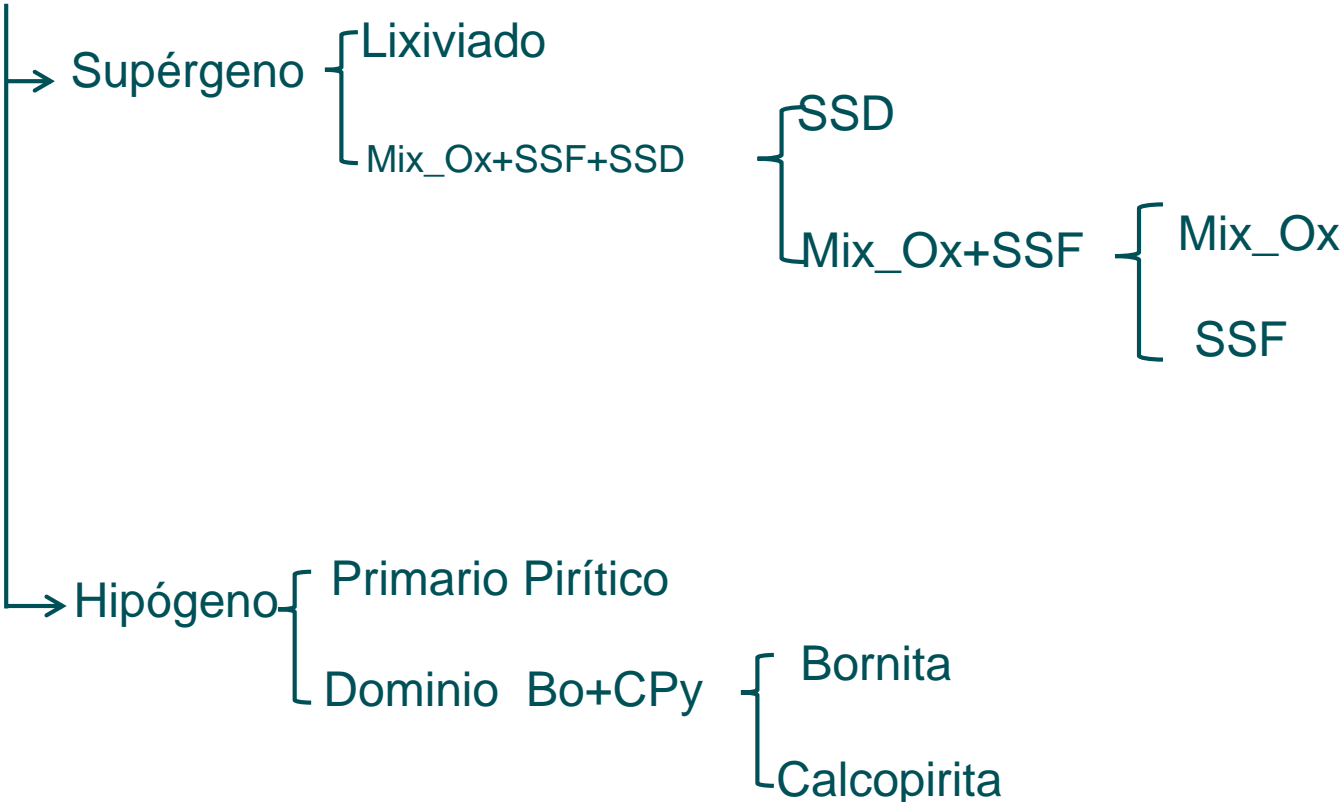 Supérgeno
Lixiviado
Mix_Ox+SSF+SSD
SSD
Mix_Ox+SSF
Mix_Ox
SSF
Hipógeno
Primario Pirítico
Dominio Bo+CPy
Bornita
Calcopirita